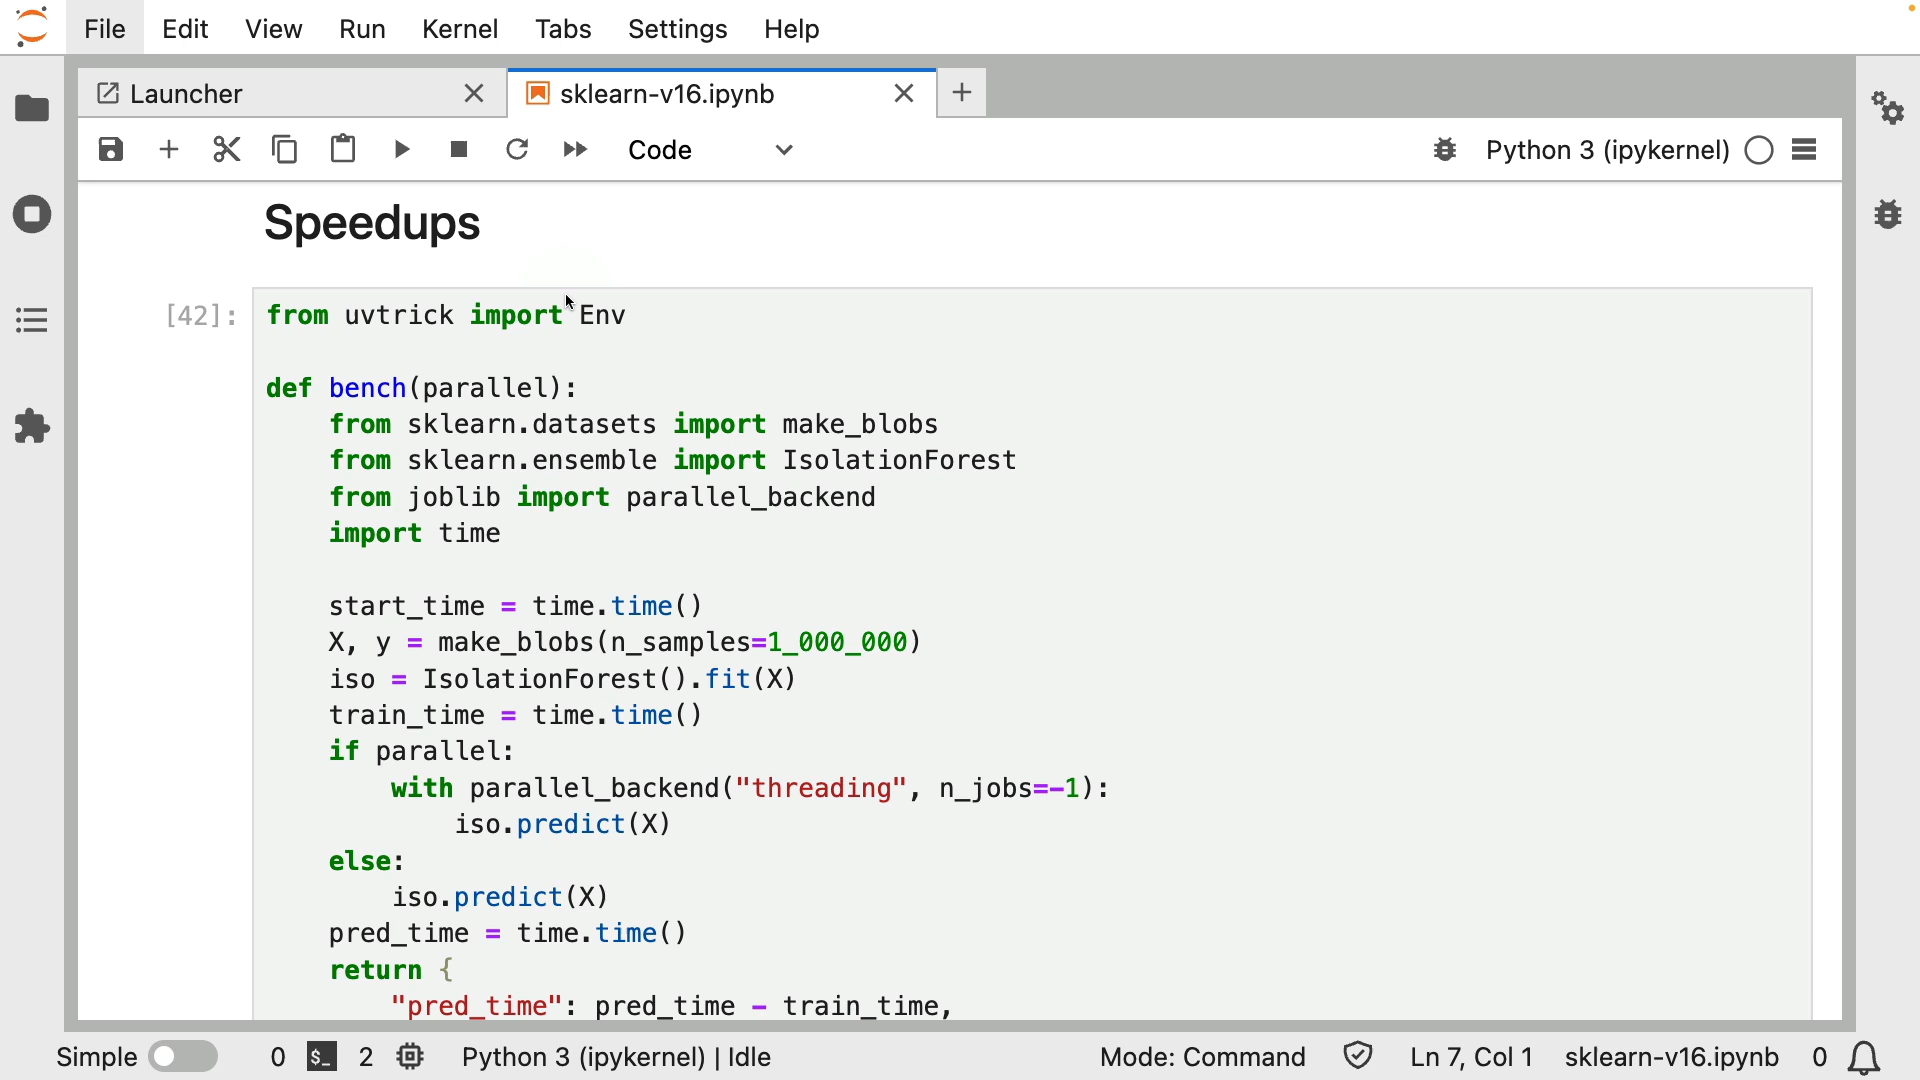 File Edit View Run Kernel Tabs Settings Help
Launcher sklearn-v16.ipynb
Code Python 3 (ipykernel)
Speedups
[42]: from uvtrick import Env
def bench(parallel):
from sklearn.datasets import make_blobs
from sklearn.ensemble import IsolationForest
from joblib import parallel_backend
import time
start_time = time.time()
X, y = make_blobs(n_samples=1_000_000)
iso = IsolationForest().fit(X)
train_time = time.time()
if parallel:
with parallel_backend("threading", n_jobs=-1):
iso.predict(X)
else:
iso.predict(X)
pred_time = time.time()
return {
"pred_time": pred_time - train_time,
Simple 0 $_ 2 Python 3 (ipykernel) | Idle Mode: Command Ln 7, Col 1 sklearn-v16.ipynb 0